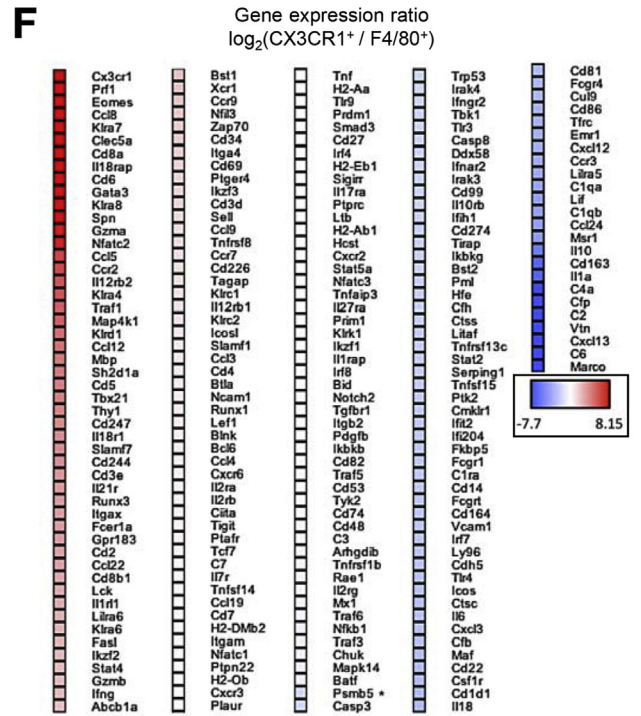 F
Gene expression ratio
log2(CX3CR1+ / F4/80+)
Cx3cr1
Prf1
Eomes
Ccl8
Klra7
Clec5a
Cd8a
Il18rap
Cd6
Gata3
Klra8
Spn
Gzma
Nfatc2
Ccl5
Ccr2
Il12rb2
Klra4
Traf1
Map4k1
Klrd1
Ccl12
Mbp
Sh2d1a
Cd5
Tbx21
Thy1
Cd247
Il18r1
Slamf7
Cd244
Cd3e
Il21r
Runx3
Itgax
Fcer1a
Gpr183
Cd2
Ccl22
Cd8b1
Lck
Il1rl1
Lilra6
Klra6
Fasl
Ikzf2
Stat4
Gzmb
Ifng
Abcb1a
Bst1
Xcr1
Ccr9
Nfil3
Zap70
Cd34
Itga4
Cd69
Ptger4
Ikzf3
Cd3d
Sell
Ccl9
Tnfrsf8
Ccr7
Cd226
Tagap
Klrc1
Il12rb1
Klrc2
Icosl
Slamf1
Ccl3
Cd4
Btla
Ncam1
Runx1
Lef1
Blnk
Bcl6
Ccl4
Cxcr6
Il2ra
Il2rb
Ciita
Tigit
Ptafr
Tcf7
C7
Il7r
Tnfsf14
Ccl19
Cd7
H2-DMb2
Itgam
Nfatc1
Ptpn22
H2-Ob
Cxcr3
Plaur
Tnf
H2-Aa
Tlr9
Prdm1
Smad3
Cd27
Irf4
H2-Eb1
Sigirr
Il17ra
Ptprc
Ltb
H2-Ab1
Hcst
Cxcr2
Stat5a
Nfatc3
Tnfaip3
Il27ra
Prim1
Klrk1
Ikzf1
Il1rap
Irf8
Bid
Notch2
Tgfbr1
Itgb2
Pdgfb
Ikbkb
Cd82
Traf5
Cd53
Tyk2
Cd74
Cd48
C3
Arhgdib
Tnfrsf1b
Rae1
Il2rg
Mx1
Traf6
Nfkb1
Traf3
Chuk
Mapk14
Batf
Psmb5 *
Casp3
Trp53
Irak4
Ifngr2
Tbk1
Tlr3
Casp8
Ddx58
Ifnar2
Irak3
Cd99
Il10rb
Ifih1
Cd274
Tirap
Ikbkg
Bst2
Pml
Hfe
Cfh
Ctss
Litaf
Tnfrsf13c
Stat2
Serping1
Tnfsf15
Ptk2
Cmklr1
Ifit2
Ifi204
Fkbp5
Fcgr1
C1ra
Cd14
Fcgrt
Cd164
Vcam1
Irf7
Ly96
Cdh5
Tlr4
Icos
Ctsc
Il6
Cxcl3
Cfb
Maf
Cd22
Csf1r
Cd1d1
Il18
Cd81
Fcgr4
Cul9
Cd86
Tfrc
Emr1
Cxcl12
Ccr3
Lilra5
C1qa
Lif
C1qb
Ccl24
Msr1
Il10
Cd163
Il1a
C4a
Cfp
C2
Vtn
Cxcl13
C6
Marco
-7.7 8.15